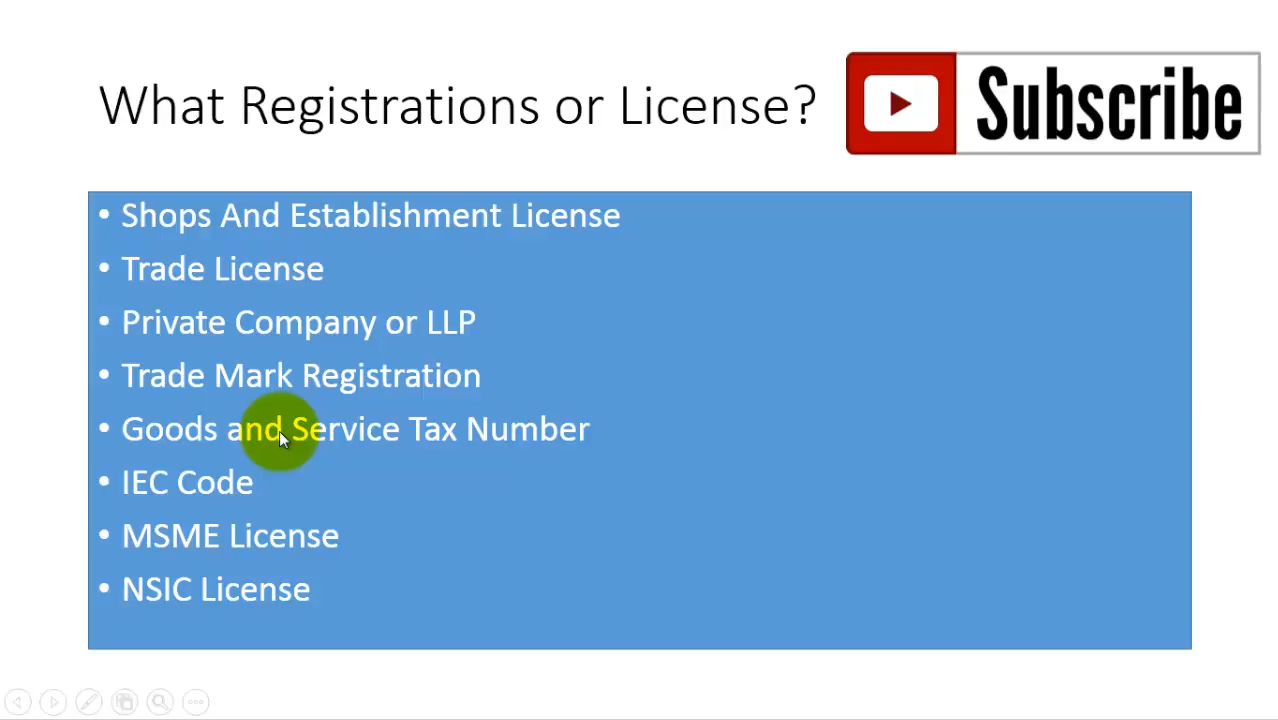 What Registrations or License?
Subscribe
• Shops And Establishment License
• Trade License
• Private Company or LLP
• Trade Mark Registration
• Goods and Service Tax Number
• IEC Code
• MSME License
• NSIC License